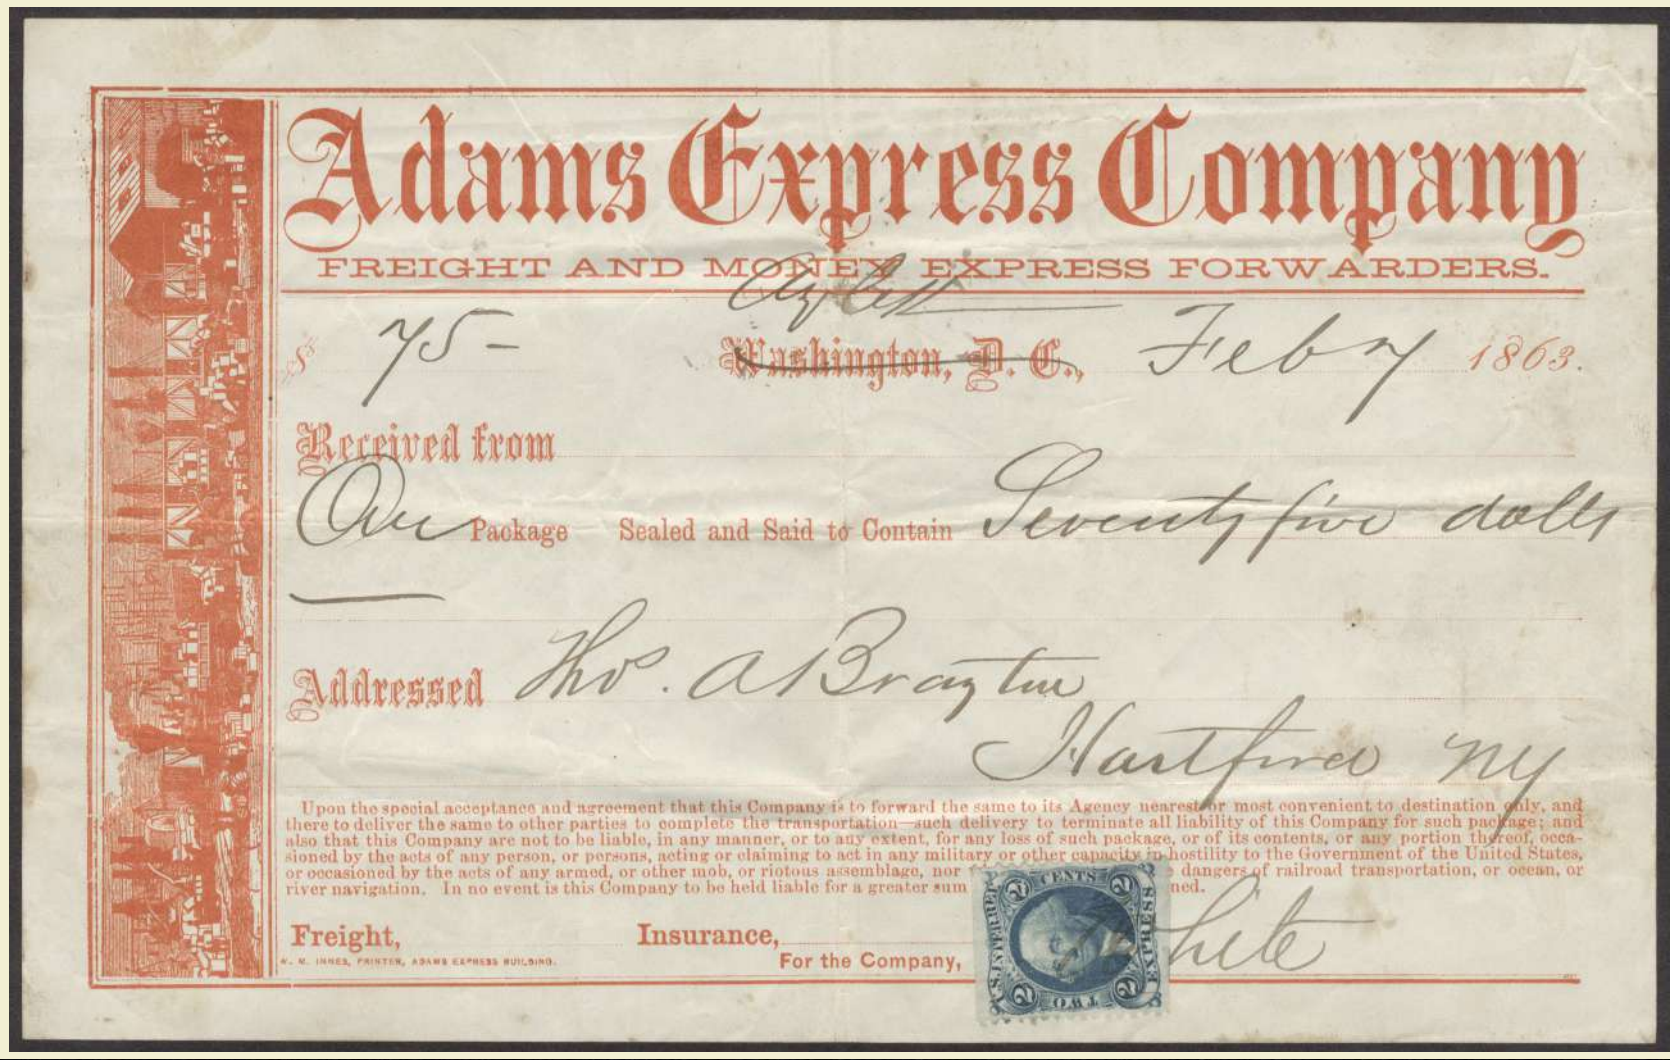 Adams Express Company
FREIGHT AND MONEY EXPRESS FORWARDERS.
$ 75- Washington, D. C., Feby 1863.
Received from
One Package Sealed and Said to Contain Seventy five dolls
Addressed Thos. A Brayton
Hartford NY
Upon the special acceptance and agreement that this Company is to forward the same to its Agency nearest or most convenient to destination only, and
there to deliver the same to other parties to complete the transportation—such delivery to terminate all liability of this Company for such package; and
also that this Company are not to be liable, in any manner, or to any extent, for any loss of such package, or of its contents, or any portion thereof, occa-
sioned by the acts of any person, or persons, acting or claiming to act in any military or other capacity in hostility to the Government of the United States,
or occasioned by the acts of any armed, or other mob, or riotous assemblage, nor dangers of railroad transportation, or ocean, or
river navigation. In no event is this Company to be held liable for a greater sum ned.
Freight, Insurance,
For the Company, White
PRINTER, ADAMS EXPRESS BUILDING.
2 CENTS 2
U.S. INTER. REV. EXPRESS
2 TWO 2